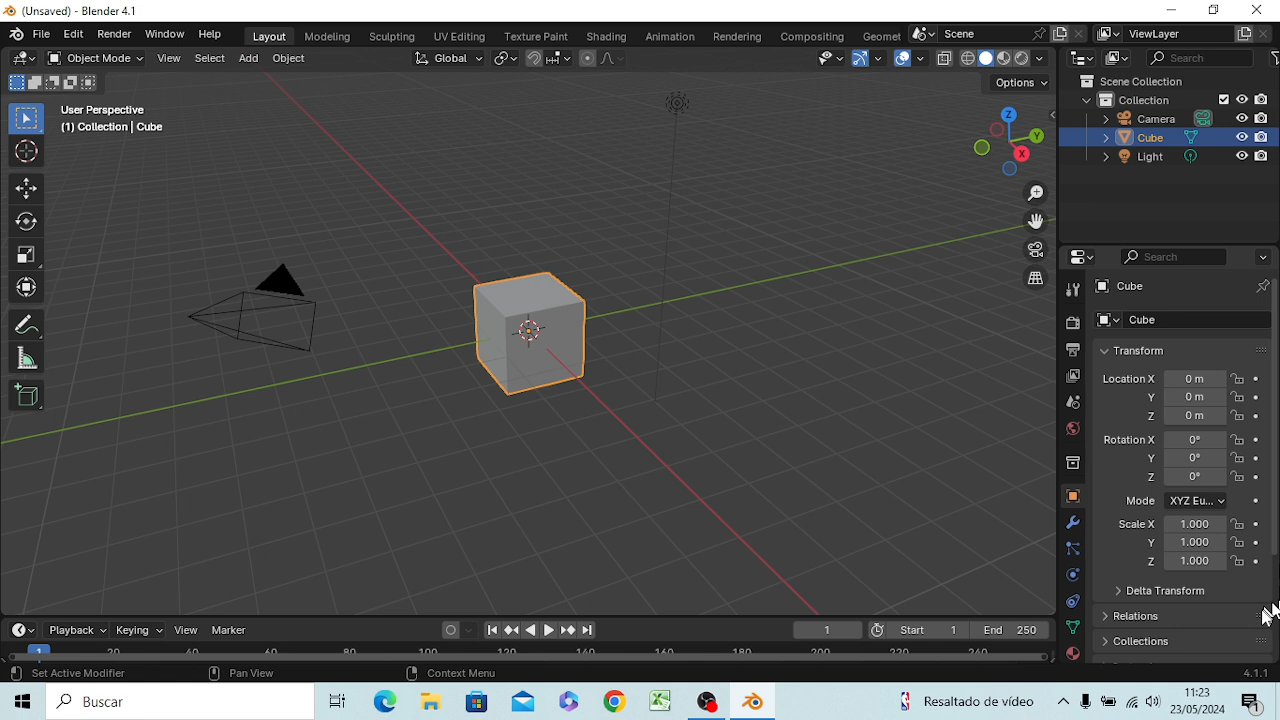 (Unsaved) - Blender 4.1
File Edit Render Window Help Layout Modeling Sculpting UV Editing Texture Paint Shading Animation Rendering Compositing Geomet Scene ViewLayer
Object Mode View Select Add Object Global Search
Options
User Perspective
(1) Collection | Cube
Z
Y
X
Scene Collection
Collection
Camera
Cube
Light
Search
Cube
Cube
Transform
Location X 0 m
Y 0 m
Z 0 m
Rotation X 0°
Y 0°
Z 0°
Mode XYZ Eu...
Scale X 1.000
Y 1.000
Z 1.000
Delta Transform
Relations
Collections
Playback Keying View Marker 1 Start 1 End 250
1 20 40 60 80 100 120 140 160 180 200 220 240
Set Active Modifier Pan View Context Menu 4.1.1
Buscar
Resaltado de vídeo
11:23
23/05/2024
1